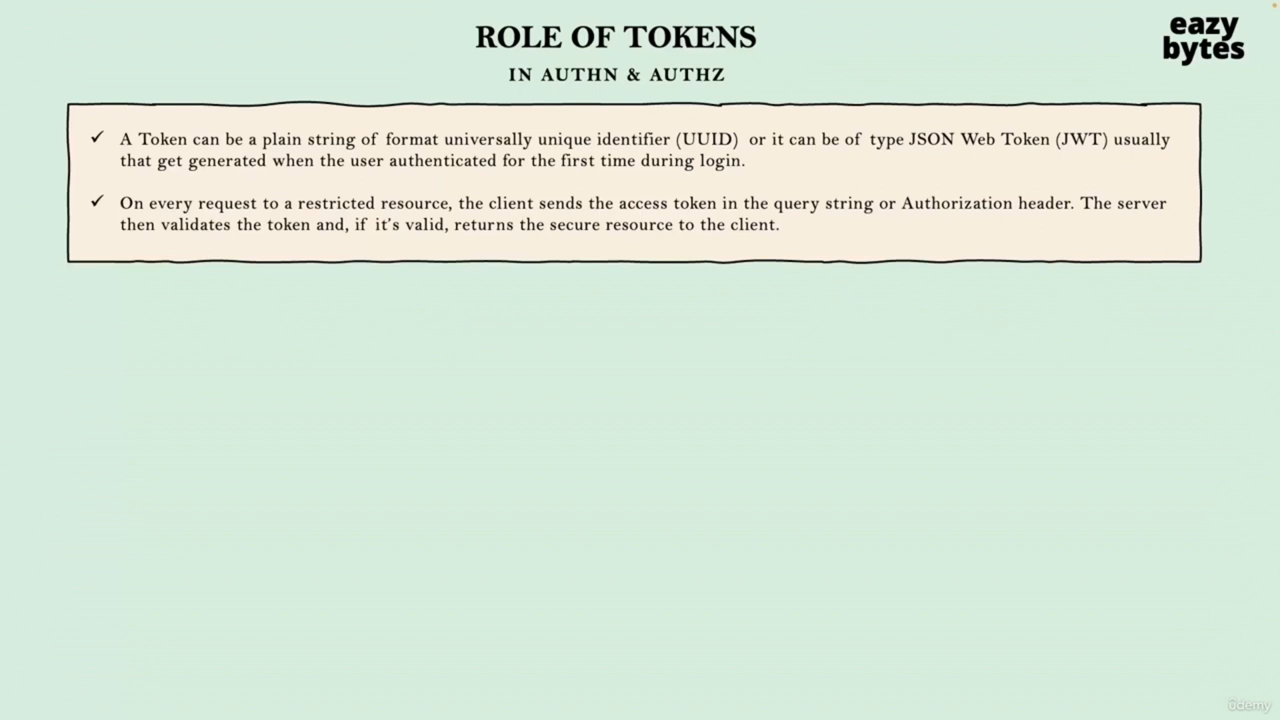 ROLE OF TOKENS
IN AUTHN & AUTHZ
eazy
bytes
✓ A Token can be a plain string of format universally unique identifier (UUID) or it can be of type JSON Web Token (JWT) usually
that get generated when the user authenticated for the first time during login.
✓ On every request to a restricted resource, the client sends the access token in the query string or Authorization header. The server
then validates the token and, if it's valid, returns the secure resource to the client.
ûdemy